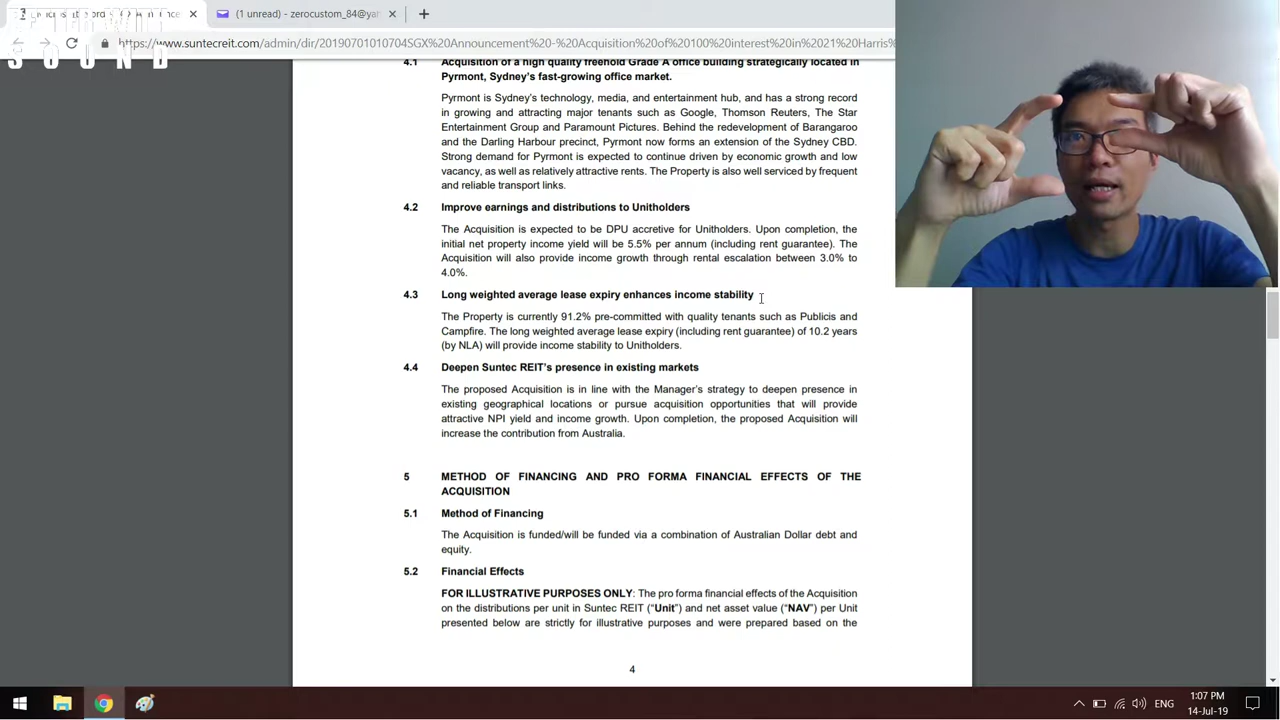 (1 unread) - zerocustom_84@yah
BETTER WITH
SOUND
https://www.suntecreit.com/admin/dir/20190701010704SGX%20Announcement%20-%20Acquisition%20of%20100%20interest%20in%2021%20Harris
4.1 Acquisition of a high quality freehold Grade A office building strategically located in
Pyrmont, Sydney's fast-growing office market.
Pyrmont is Sydney's technology, media, and entertainment hub, and has a strong record
in growing and attracting major tenants such as Google, Thomson Reuters, The Star
Entertainment Group and Paramount Pictures. Behind the redevelopment of Barangaroo
and the Darling Harbour precinct, Pyrmont now forms an extension of the Sydney CBD.
Strong demand for Pyrmont is expected to continue driven by economic growth and low
vacancy, as well as relatively attractive rents. The Property is also well serviced by frequent
and reliable transport links.
4.2 Improve earnings and distributions to Unitholders
The Acquisition is expected to be DPU accretive for Unitholders. Upon completion, the
initial net property income yield will be 5.5% per annum (including rent guarantee). The
Acquisition will also provide income growth through rental escalation between 3.0% to
4.0%.
4.3 Long weighted average lease expiry enhances income stability
The Property is currently 91.2% pre-committed with quality tenants such as Publicis and
Campfire. The long weighted average lease expiry (including rent guarantee) of 10.2 years
(by NLA) will provide income stability to Unitholders.
4.4 Deepen Suntec REIT's presence in existing markets
The proposed Acquisition is in line with the Manager's strategy to deepen presence in
existing geographical locations or pursue acquisition opportunities that will provide
attractive NPI yield and income growth. Upon completion, the proposed Acquisition will
increase the contribution from Australia.
5 METHOD OF FINANCING AND PRO FORMA FINANCIAL EFFECTS OF THE
ACQUISITION
5.1 Method of Financing
The Acquisition is funded/will be funded via a combination of Australian Dollar debt and
equity.
5.2 Financial Effects
FOR ILLUSTRATIVE PURPOSES ONLY: The pro forma financial effects of the Acquisition
on the distributions per unit in Suntec REIT ("Unit") and net asset value ("NAV") per Unit
presented below are strictly for illustrative purposes and were prepared based on the
4
ENG
1:07 PM
14-Jul-19